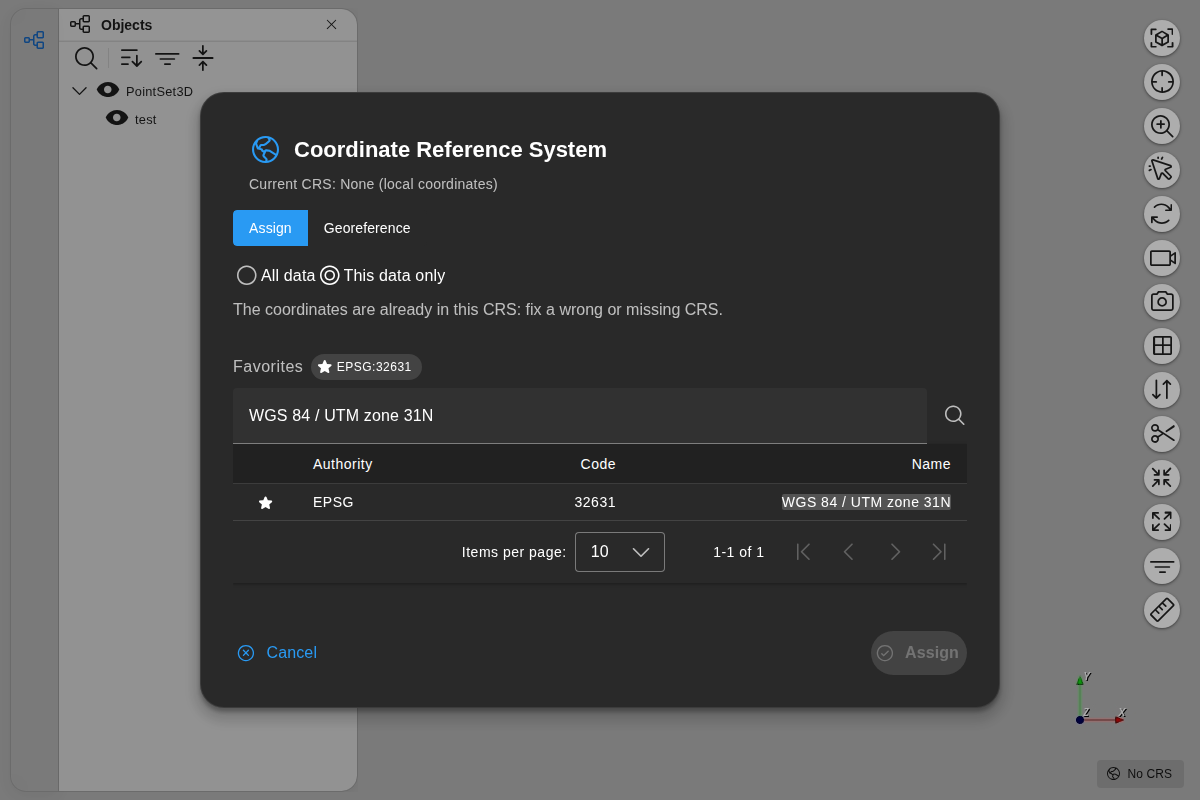 Objects
PointSet3D
test
Coordinate Reference System
Current CRS: None (local coordinates)
Assign Georeference
All data This data only
The coordinates are already in this CRS: fix a wrong or missing CRS.
Favorites EPSG:32631
WGS 84 / UTM zone 31N
Authority Code Name
EPSG 32631 WGS 84 / UTM zone 31N
Items per page: 10 1-1 of 1
Cancel Assign
Y
Z X
No CRS